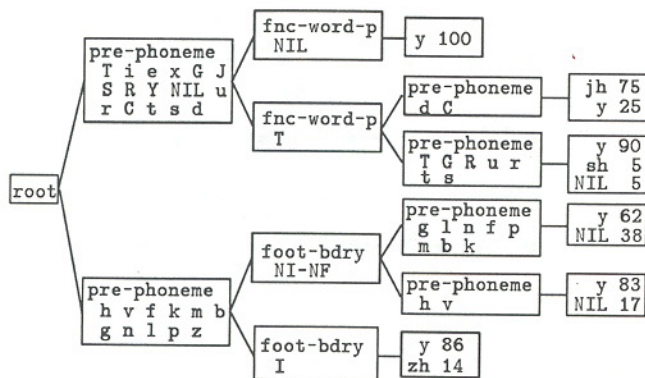 root
pre-phoneme
T i e x G J
S R Y NIL u
r C t s d
fnc-word-p
NIL
y 100
fnc-word-p
T
pre-phoneme
d C
jh 75
y 25
pre-phoneme
T G R u r
t s
y 90
sh 5
NIL 5
pre-phoneme
h v f k m b
g n l p z
foot-bdry
NI-NF
pre-phoneme
g l n f p
m b k
y 62
NIL 38
pre-phoneme
h v
y 83
NIL 17
foot-bdry
I
y 86
zh 14